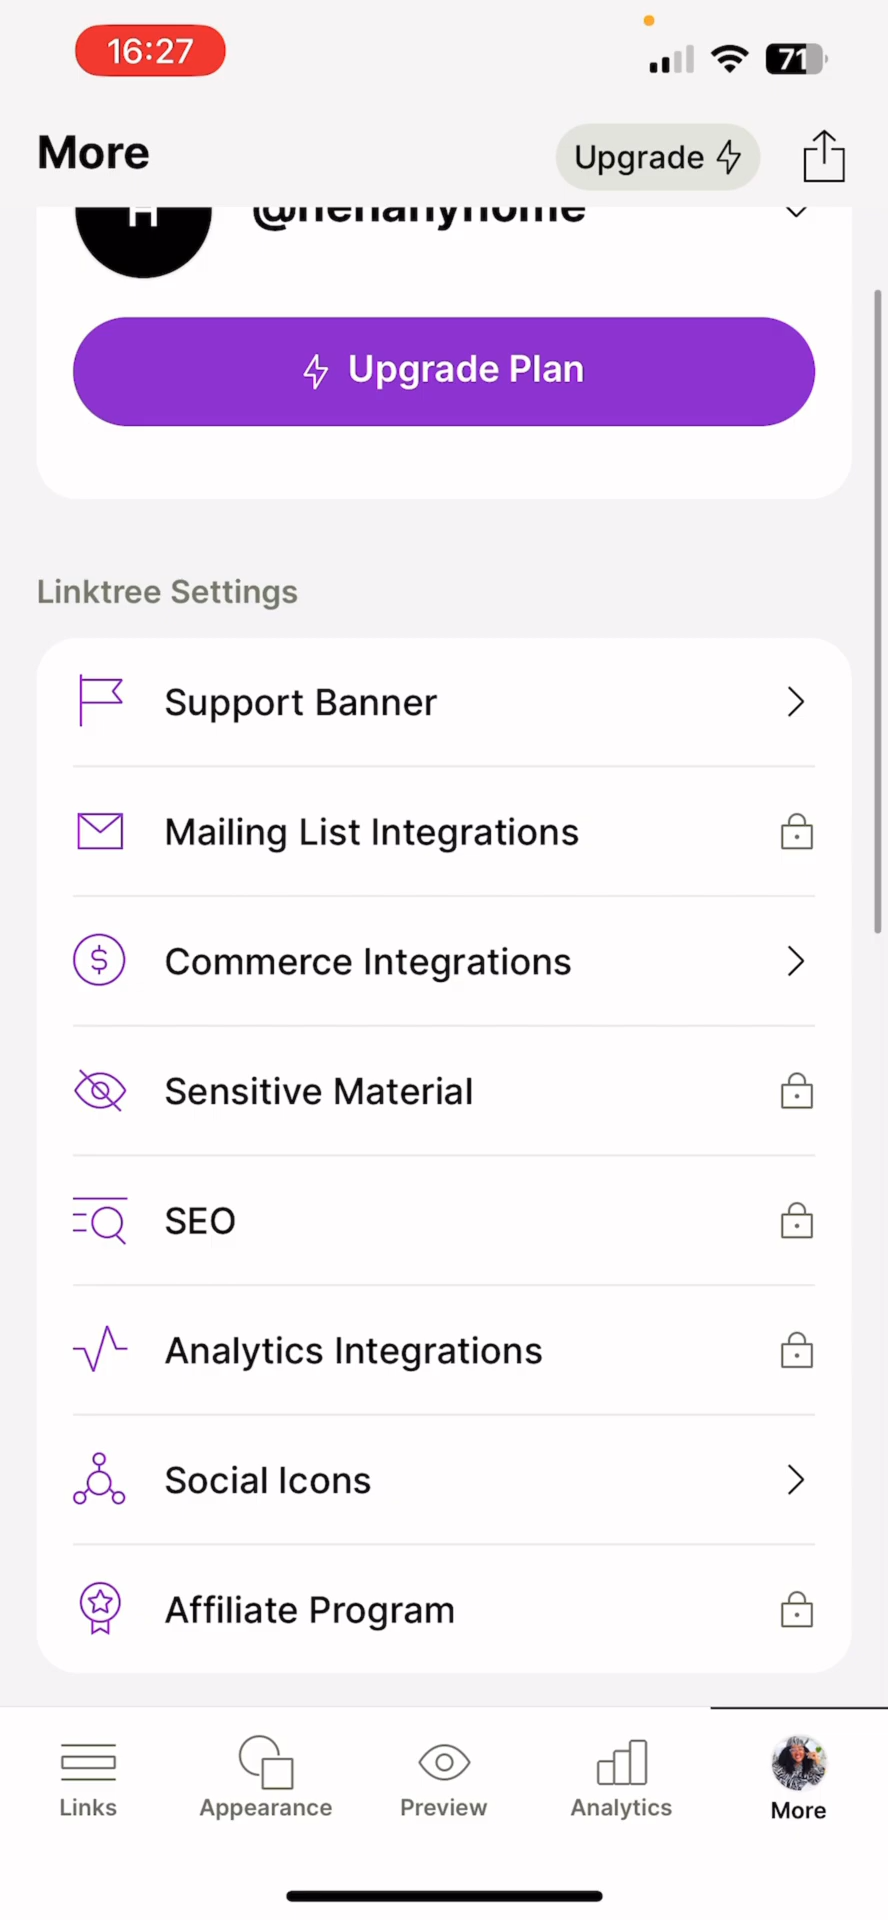 16:27
71
More
Upgrade
Upgrade Plan
Linktree Settings
Support Banner
Mailing List Integrations
Commerce Integrations
Sensitive Material
SEO
Analytics Integrations
Social Icons
Affiliate Program
Links
Appearance
Preview
Analytics
More